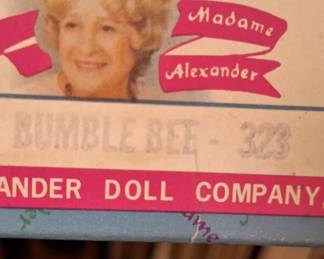 Madame
Alexander
BUMBLE BEE - 323
ANDER DOLL COMPANY,